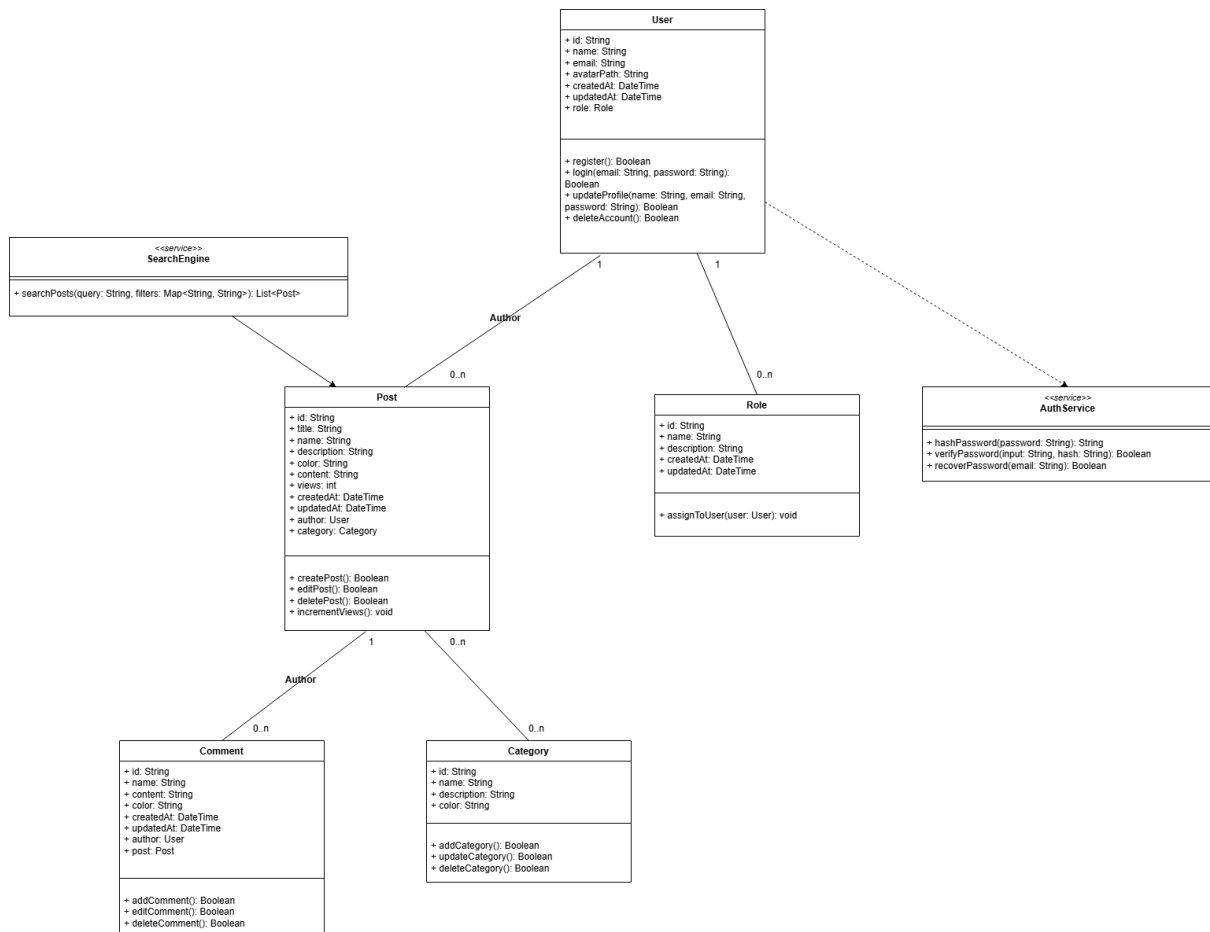 User
+ id: String
+ name: String
+ email: String
+ avatarPath: String
+ createdAt: DateTime
+ updatedAt: DateTime
+ role: Role
+ register(): Boolean
+ login(email: String, password: String):
Boolean
+ updateProfile(name: String, email: String,
password: String): Boolean
+ deleteAccount(): Boolean
<<service>>
SearchEngine
+ searchPosts(query: String, filters: Map<String, String>): List<Post>
1
1
Author
0..n
0..n
Post
+ id: String
+ title: String
+ name: String
+ description: String
+ color: String
+ content: String
+ views: int
+ createdAt: DateTime
+ updatedAt: DateTime
+ author: User
+ category: Category
+ createPost(): Boolean
+ editPost(): Boolean
+ deletePost(): Boolean
+ incrementViews(): void
Role
+ id: String
+ name: String
+ description: String
+ createdAt: DateTime
+ updatedAt: DateTime
+ assignToUser(user: User): void
<<service>>
AuthService
+ hashPassword(password: String): String
+ verifyPassword(input: String, hash: String): Boolean
+ recoverPassword(email: String): Boolean
1
0..n
Author
0..n
0..n
Comment
+ id: String
+ name: String
+ content: String
+ color: String
+ createdAt: DateTime
+ updatedAt: DateTime
+ author: User
+ post: Post
+ addComment(): Boolean
+ editComment(): Boolean
+ deleteComment(): Boolean
Category
+ id: String
+ name: String
+ description: String
+ color: String
+ addCategory(): Boolean
+ updateCategory(): Boolean
+ deleteCategory(): Boolean